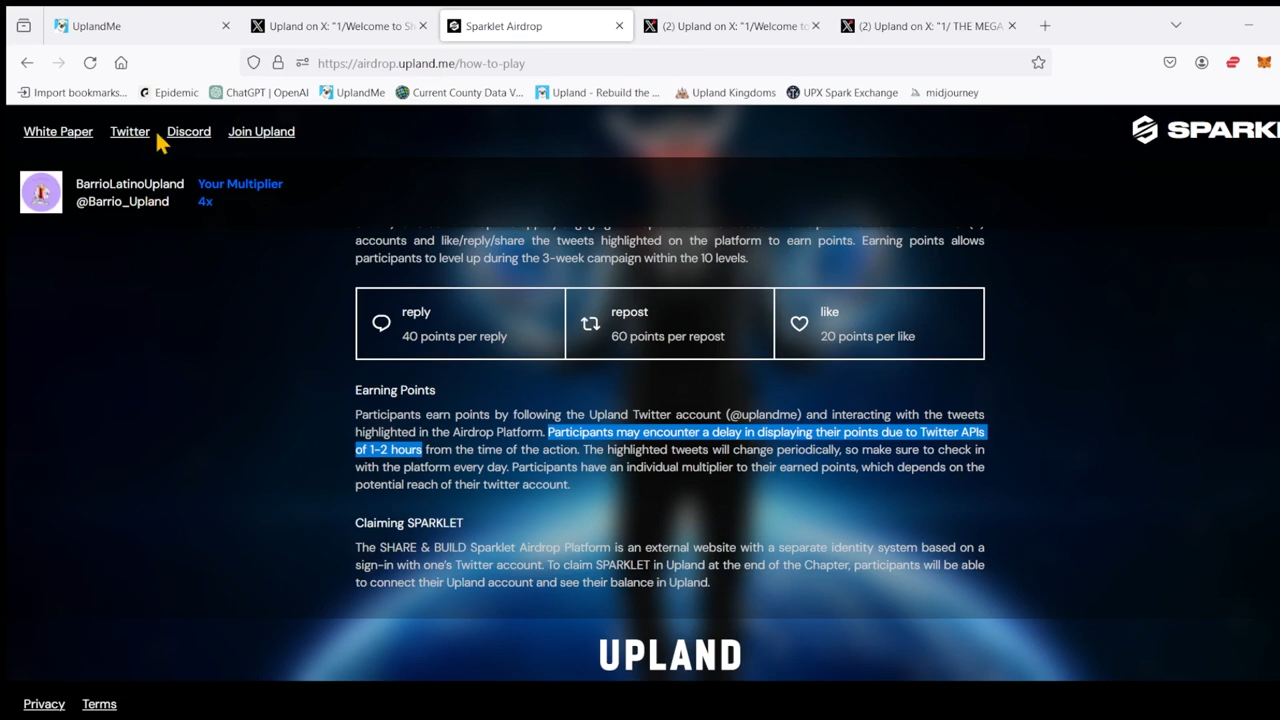 UplandMe
Upland on X: "1/Welcome to Sh
Sparklet Airdrop
(2) Upland on X: "1/Welcome to
(2) Upland on X: "1/ THE MEGA
https://airdrop.upland.me/how-to-play
Import bookmarks...
Epidemic
ChatGPT | OpenAI
UplandMe
Current County Data V...
Upland - Rebuild the ...
Upland Kingdoms
UPX Spark Exchange
midjourney
White Paper
Twitter
Discord
Join Upland
SPARKL
BarrioLatinoUpland
@Barrio_Upland
Your Multiplier
4x
accounts and like/reply/share the tweets highlighted on the platform to earn points. Earning points allows
participants to level up during the 3-week campaign within the 10 levels.
reply
40 points per reply
repost
60 points per repost
like
20 points per like
Earning Points
Participants earn points by following the Upland Twitter account (@uplandme) and interacting with the tweets
highlighted in the Airdrop Platform. Participants may encounter a delay in displaying their points due to Twitter APIs
of 1-2 hours from the time of the action. The highlighted tweets will change periodically, so make sure to check in
with the platform every day. Participants have an individual multiplier to their earned points, which depends on the
potential reach of their twitter account.
Claiming SPARKLET
The SHARE & BUILD Sparklet Airdrop Platform is an external website with a separate identity system based on a
sign-in with one's Twitter account. To claim SPARKLET in Upland at the end of the Chapter, participants will be able
to connect their Upland account and see their balance in Upland.
UPLAND
Privacy
Terms